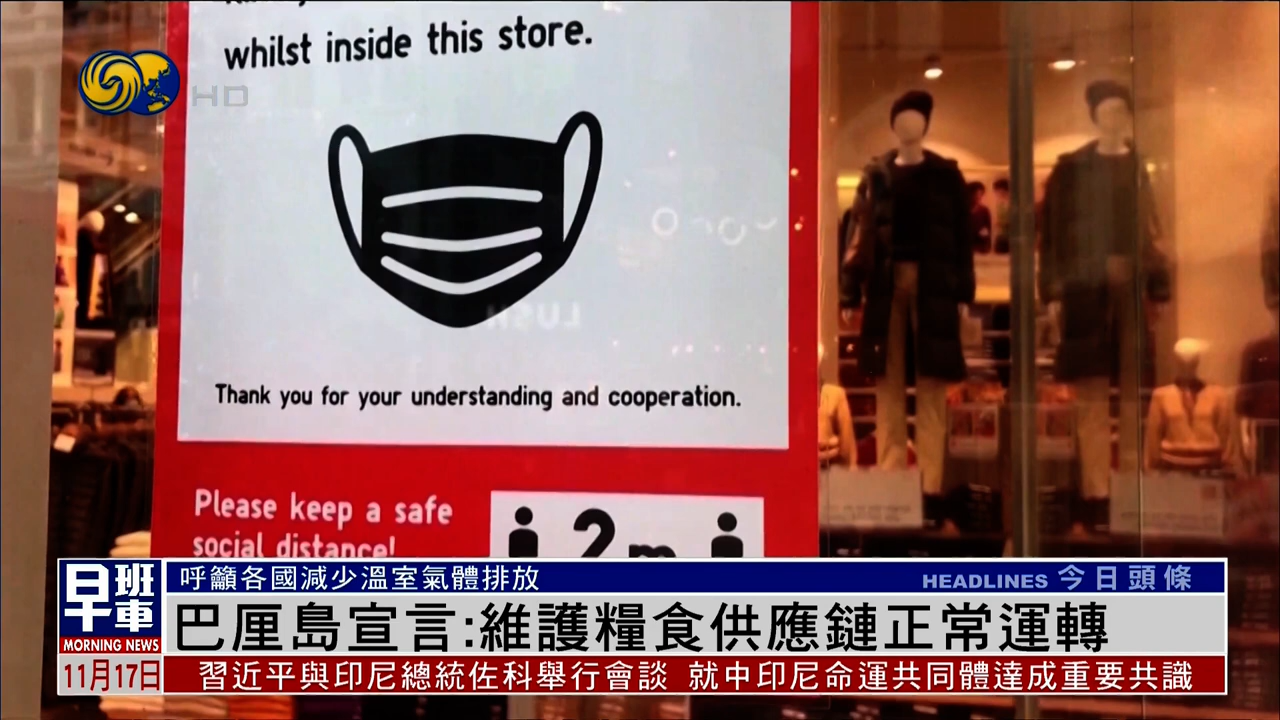 whilst inside this store.
HD
Thank you for your understanding and cooperation.
Please keep a safe
social distance!
2m
早班車
呼籲各國減少溫室氣體排放
HEADLINES 今日頭條
巴厘島宣言:維護糧食供應鏈正常運轉
MORNING NEWS
11月17日
習近平與印尼總統佐科舉行會談 就中印尼命運共同體達成重要共識